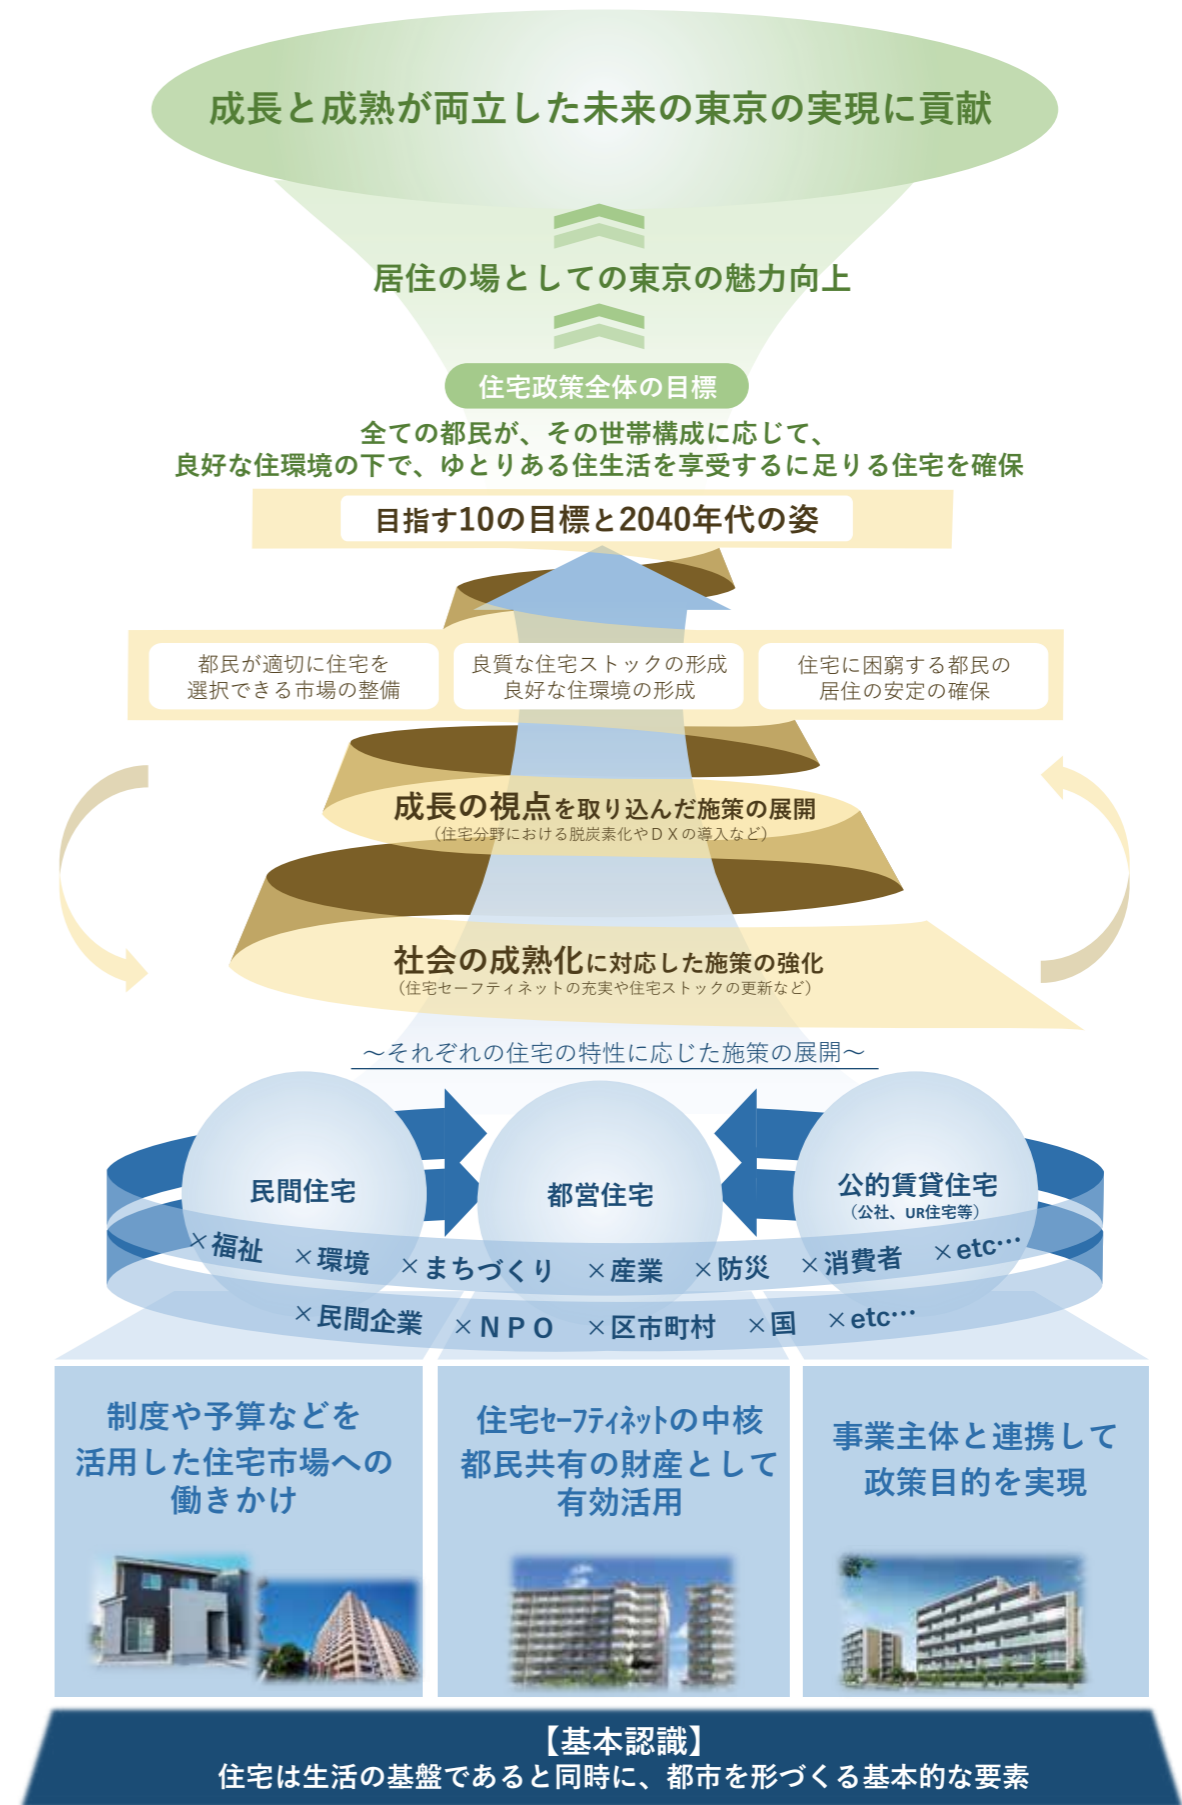 成長と成熟が両立した未来の東京の実現に貢献
居住の場としての東京の魅力向上
住宅政策全体の目標
全ての都民が、その世帯構成に応じて、
良好な住環境の下で、ゆとりある住生活を享受するに足りる住宅を確保
目指す10の目標と2040年代の姿
都民が適切に住宅を
選択できる市場の整備
良質な住宅ストックの形成
良好な住環境の形成
住宅に困窮する都民の
居住の安定の確保
成長の視点を取り込んだ施策の展開
（住宅分野における脱炭素化やＤＸの導入など）
社会の成熟化に対応した施策の強化
（住宅セーフティネットの充実や住宅ストックの更新など）
～それぞれの住宅の特性に応じた施策の展開～
民間住宅
都営住宅
公的賃貸住宅
（公社、UR住宅等）
×福祉 ×環境 ×まちづくり ×産業 ×防災 ×消費者 ×etc…
×民間企業 ×ＮＰＯ ×区市町村 ×国 ×etc…
制度や予算などを
活用した住宅市場への
働きかけ
住宅ｾｰﾌﾃｨﾈｯﾄの中核
都民共有の財産として
有効活用
事業主体と連携して
政策目的を実現
【基本認識】
住宅は生活の基盤であると同時に、都市を形づくる基本的な要素